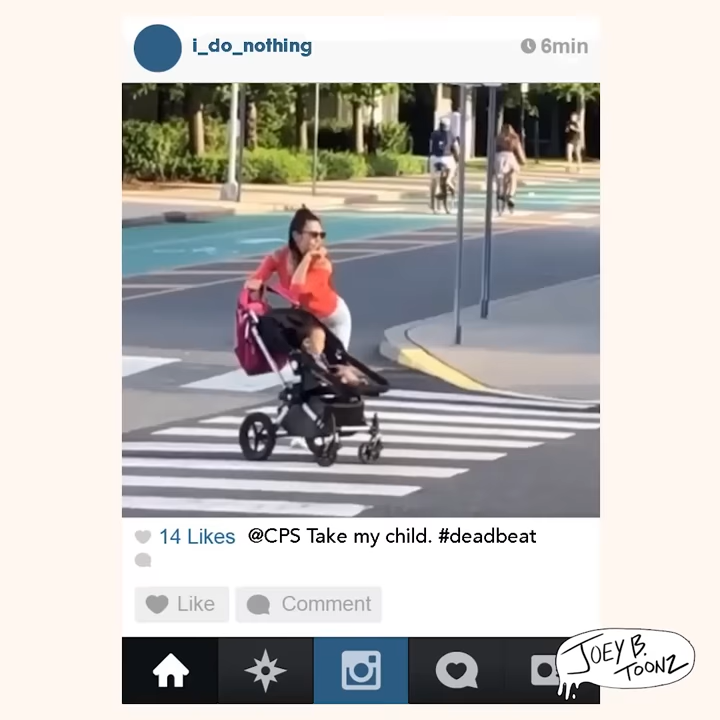 i_do_nothing
6min
14 Likes @CPS Take my child. #deadbeat
Like
Comment
JOEY B.
TOONZ